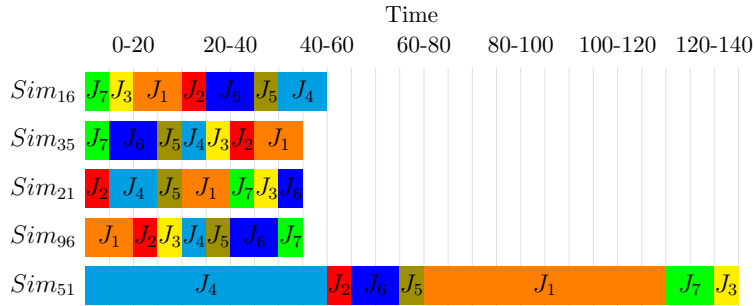 Time
0-20 20-40 40-60 60-80 80-100 100-120 120-140
Sim₁₆ J₇ J₃ J₁ J₂ J₆ J₅ J₄
Sim₃₅ J₇ J₆ J₅ J₄ J₃ J₂ J₁
Sim₂₁ J₂ J₄ J₅ J₁ J₇ J₃ J₆
Sim₉₆ J₁ J₂ J₃ J₄ J₅ J₆ J₇
Sim₅₁ J₄ J₂ J₆ J₅ J₁ J₇ J₃